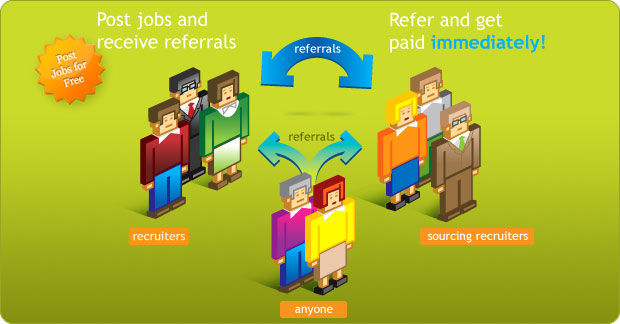 Post jobs and
receive referrals
Refer and get
paid immediately!
Post
Jobs for
Free
referrals
referrals
recruiters
sourcing recruiters
anyone